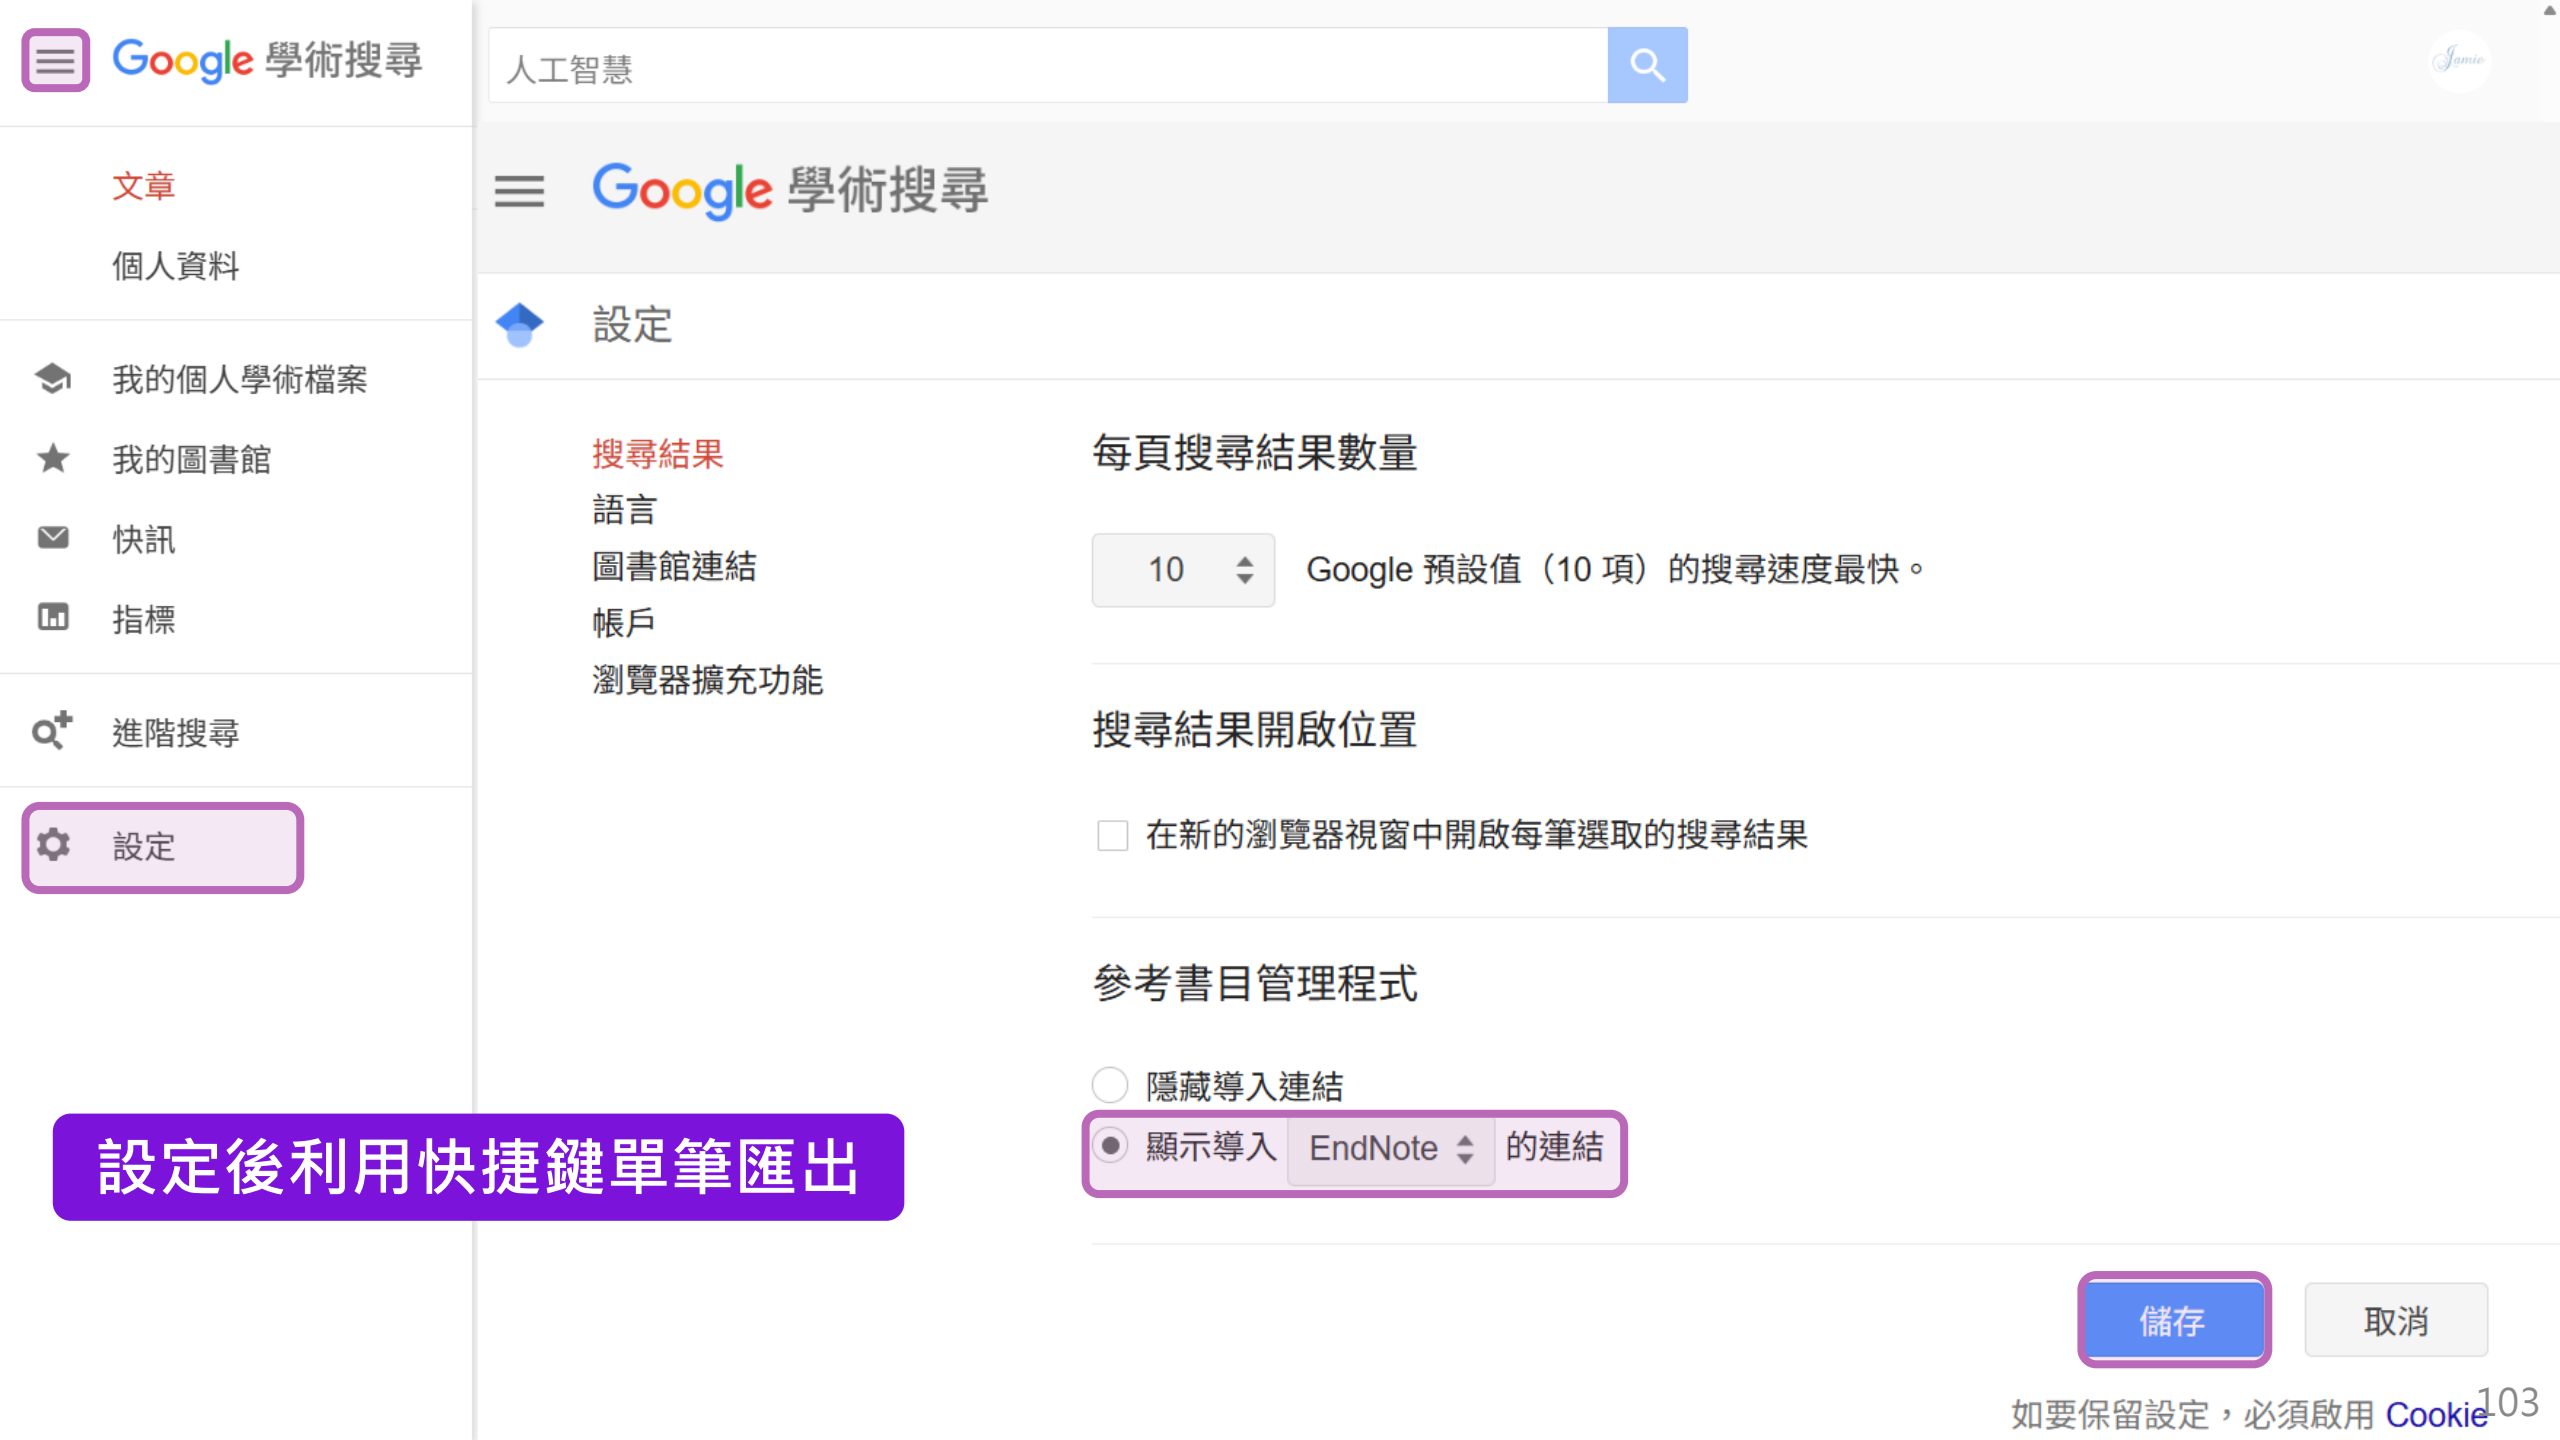 Google 學術搜尋
人工智慧
Jamie
文章
個人資料
我的個人學術檔案
我的圖書館
快訊
指標
進階搜尋
設定
Google 學術搜尋
設定
搜尋結果
語言
圖書館連結
帳戶
瀏覽器擴充功能
每頁搜尋結果數量
10 Google 預設值（10 項）的搜尋速度最快。
搜尋結果開啟位置
在新的瀏覽器視窗中開啟每筆選取的搜尋結果
參考書目管理程式
隱藏導入連結
顯示導入 EndNote 的連結
設定後利用快捷鍵單筆匯出
儲存 取消
如要保留設定，必須啟用 Cookie
103